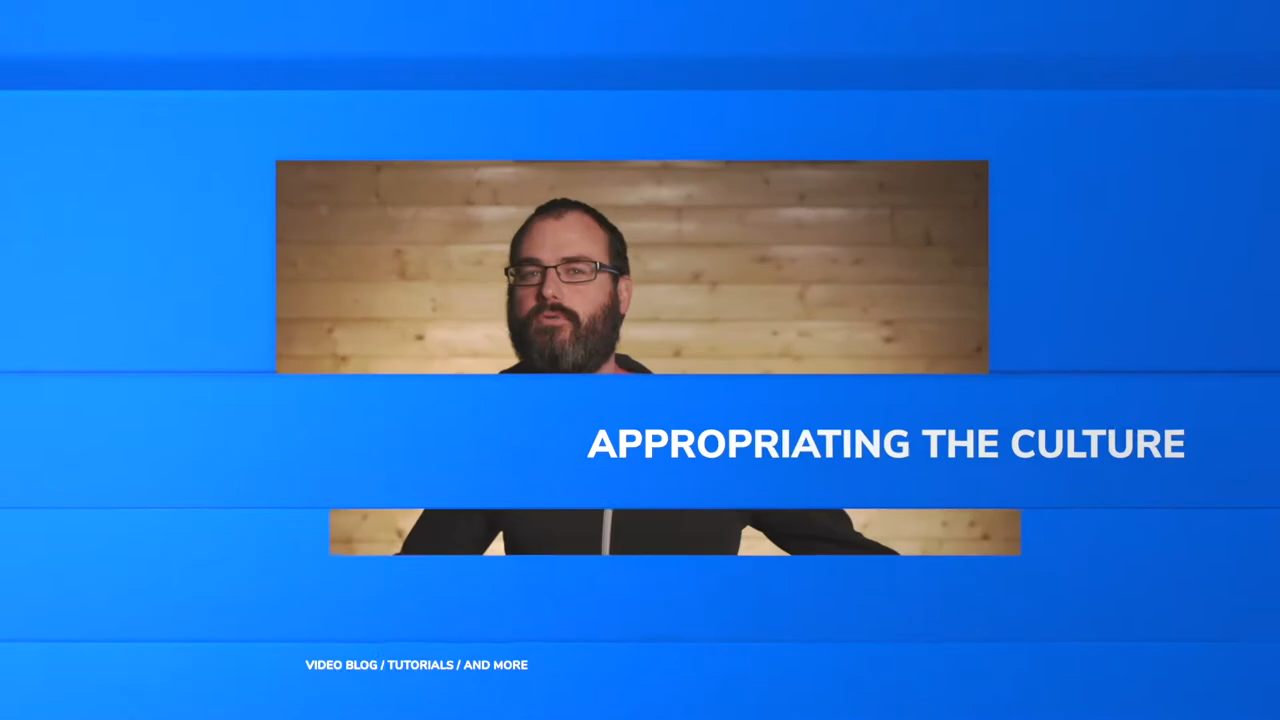 APPROPRIATING THE CULTURE
VIDEO BLOG / TUTORIALS / AND MORE